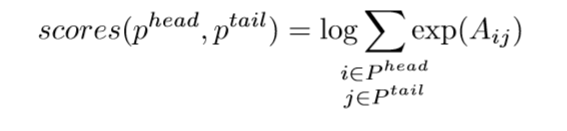 scores(p^{head}, p^{tail}) = log ∑ exp(A_{ij})
i∈P^{head}
j∈P^{tail}